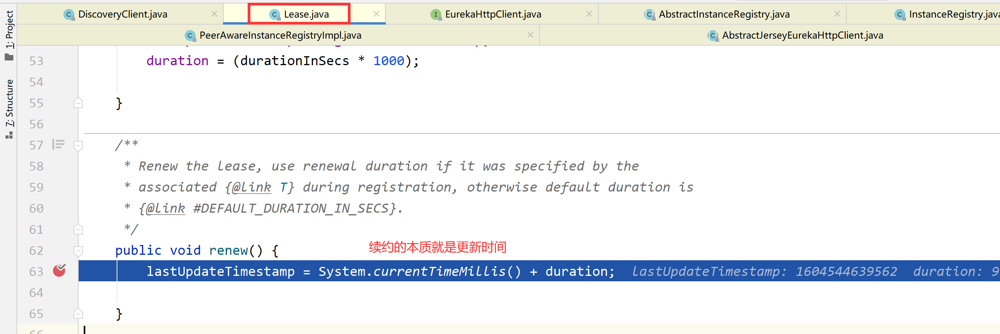 DiscoveryClient.java
Lease.java
EurekaHttpClient.java
AbstractInstanceRegistry.java
InstanceRegistry.java
PeerAwareInstanceRegistryImpl.java
AbstractJerseyEurekaHttpClient.java
1: Project
7: Structure
53 duration = (durationInSecs * 1000);
54
55 }
56
57 /**
58 * Renew the lease, use renewal duration if it was specified by the
59 * associated {@link T} during registration, otherwise default duration is
60 * {@link #DEFAULT_DURATION_IN_SECS}.
61 */
62 public void renew() {
续约的本质就是更新时间
63 lastUpdateTimestamp = System.currentTimeMillis() + duration; lastUpdateTimestamp: 1604544639562 duration: 9
64
65 }
66